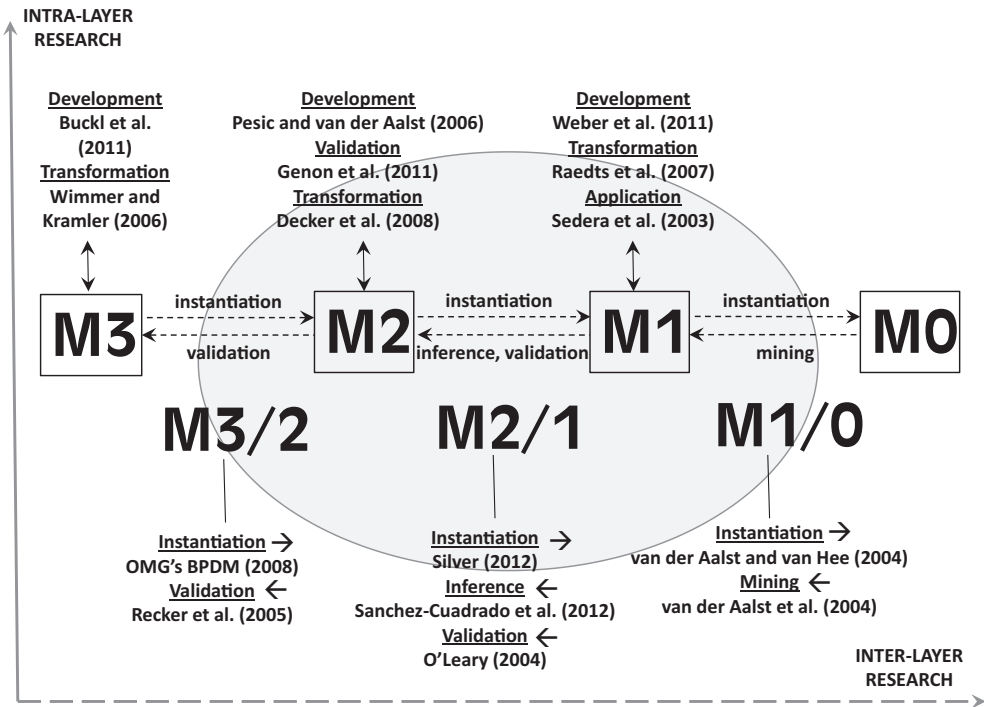 INTRA-LAYER
RESEARCH
Development
Buckl et al.
(2011)
Transformation
Wimmer and
Kramler (2006)
Development
Pesic and van der Aalst (2006)
Validation
Genon et al. (2011)
Transformation
Decker et al. (2008)
Development
Weber et al. (2011)
Transformation
Raedts et al. (2007)
Application
Sedera et al. (2003)
M3
instantiation
validation
M2
instantiation
inference, validation
M1
instantiation
mining
M0
M3/2
M2/1
M1/0
Instantiation →
OMG's BPDM (2008)
Validation ←
Recker et al. (2005)
Instantiation →
Silver (2012)
Inference ←
Sanchez-Cuadrado et al. (2012)
Validation ←
O'Leary (2004)
Instantiation →
van der Aalst and van Hee (2004)
Mining ←
van der Aalst et al. (2004)
INTER-LAYER
RESEARCH